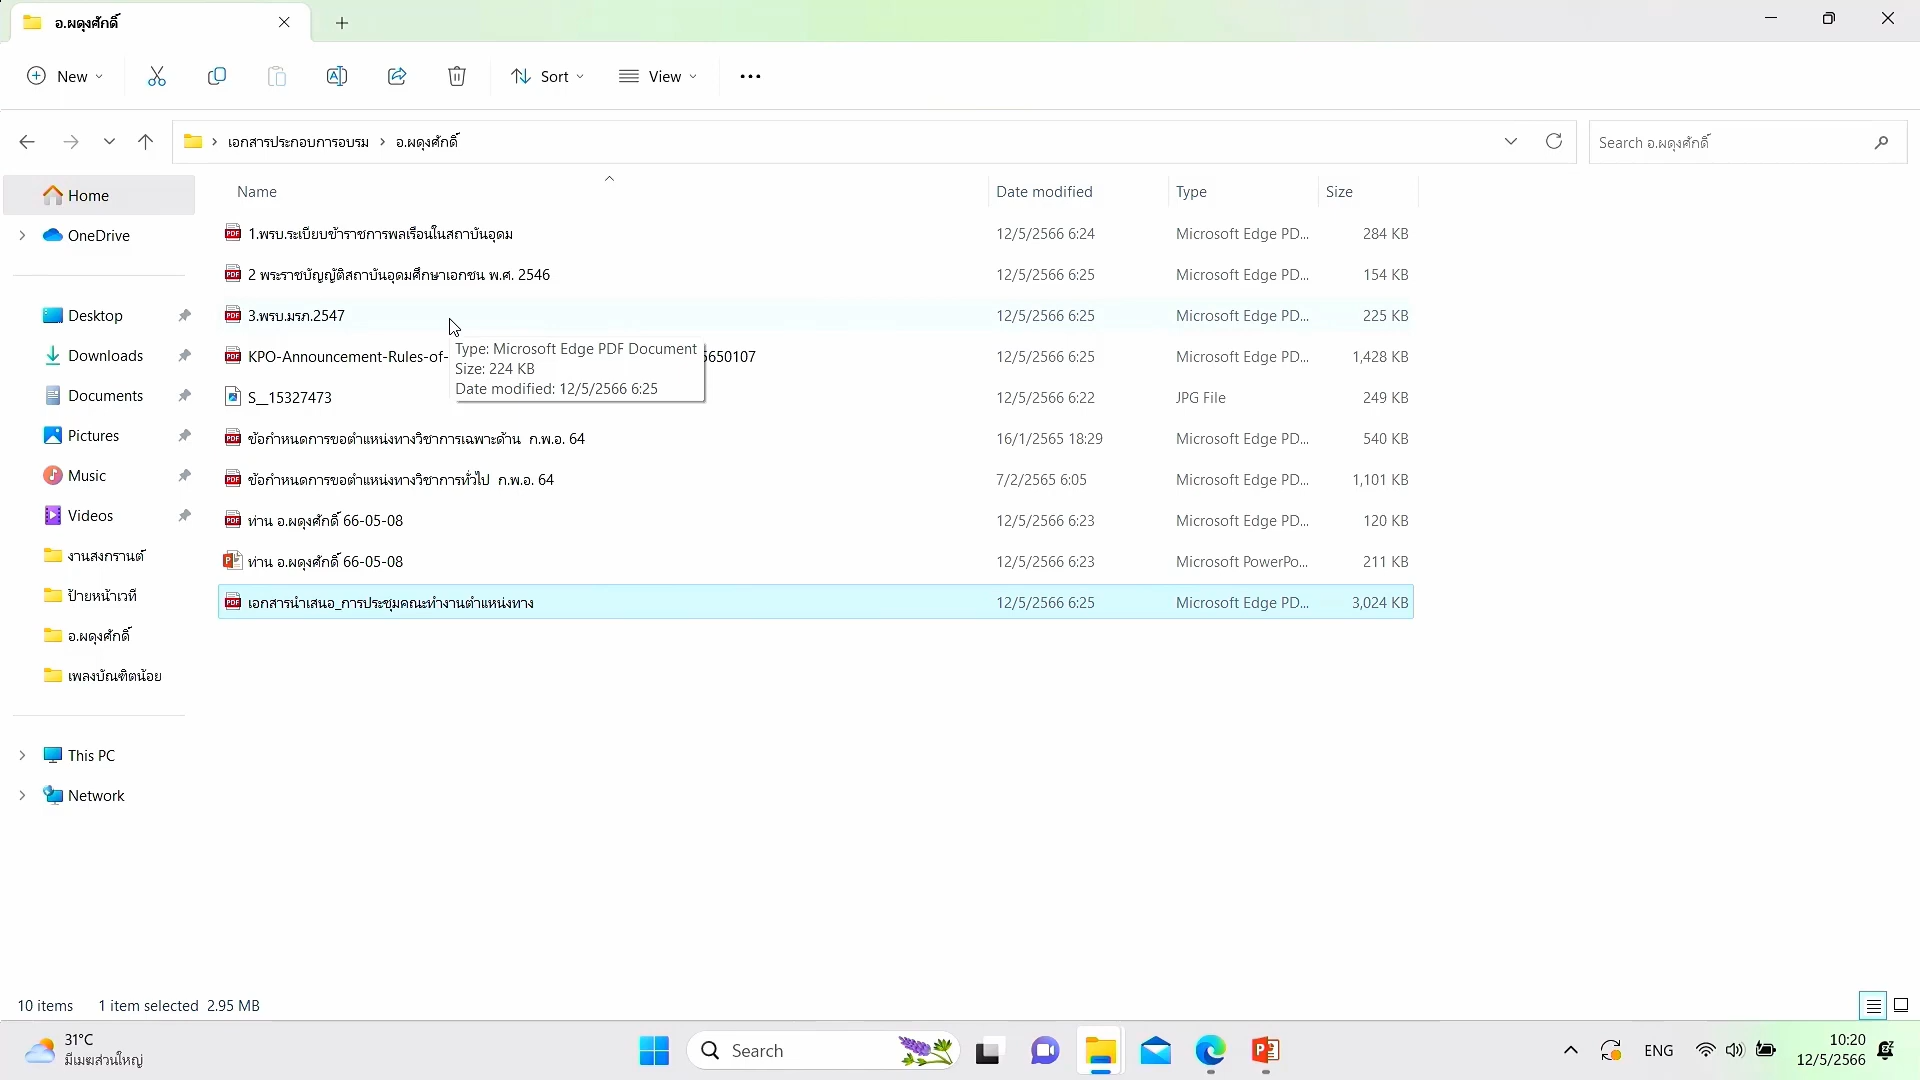 อ.ผดุงศักดิ์
New
Sort
View
เอกสารประกอบการอบรม
อ.ผดุงศักดิ์
Search อ.ผดุงศักดิ์
Home
OneDrive
Desktop
Downloads
Documents
Pictures
Music
Videos
งานสงกรานต์
ป้ายหน้าเวที
อ.ผดุงศักดิ์
เพลงบัณฑิตน้อย
This PC
Network
Name Date modified Type Size
1.พรบ.ระเบียบข้าราชการพลเรือนในสถาบันอุดม 12/5/2566 6:24 Microsoft Edge PD... 284 KB
2 พระราชบัญญัติสถาบันอุดมศึกษาเอกชน พ.ศ. 2546 12/5/2566 6:25 Microsoft Edge PD... 154 KB
3.พรบ.มรภ.2547 12/5/2566 6:25 Microsoft Edge PD... 225 KB
KPO-Announcement-Rules-of- 650107 12/5/2566 6:25 Microsoft Edge PD... 1,428 KB
Type: Microsoft Edge PDF Document
Size: 224 KB
Date modified: 12/5/2566 6:25
S__15327473 12/5/2566 6:22 JPG File 249 KB
ข้อกำหนดการขอตำแหน่งทางวิชาการเฉพาะด้าน ก.พ.อ. 64 16/1/2565 18:29 Microsoft Edge PD... 540 KB
ข้อกำหนดการขอตำแหน่งทางวิชาการทั่วไป ก.พ.อ. 64 7/2/2565 6:05 Microsoft Edge PD... 1,101 KB
ท่าน อ.ผดุงศักดิ์ 66-05-08 12/5/2566 6:23 Microsoft Edge PD... 120 KB
ท่าน อ.ผดุงศักดิ์ 66-05-08 12/5/2566 6:23 Microsoft PowerPo... 211 KB
เอกสารนำเสนอ_การประชุมคณะทำงานตำแหน่งทาง 12/5/2566 6:25 Microsoft Edge PD... 3,024 KB
10 items 1 item selected 2.95 MB
31°C
มีเมฆส่วนใหญ่
Search
ENG
10:20
12/5/2566